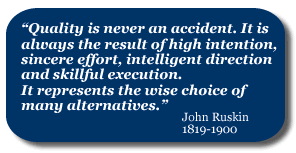 “Quality is never an accident. It is
always the result of high intention,
sincere effort, intelligent direction
and skillful execution.
It represents the wise choice of
many alternatives.”
John Ruskin
1819-1900